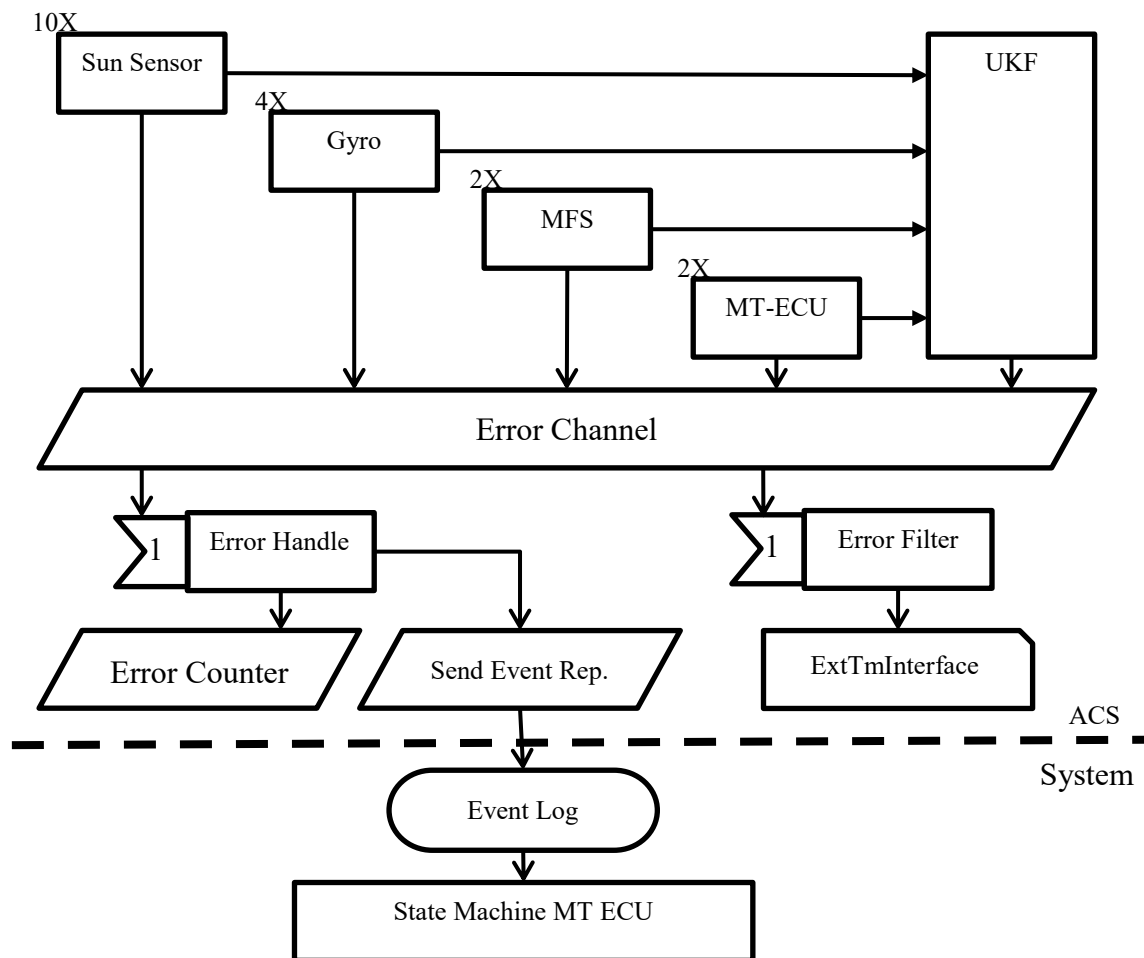 10X
Sun Sensor
UKF
4X
Gyro
2X
MFS
2X
MT-ECU
Error Channel
1
Error Handle
1
Error Filter
Error Counter
Send Event Rep.
ExtTmInterface
ACS
System
Event Log
State Machine MT ECU